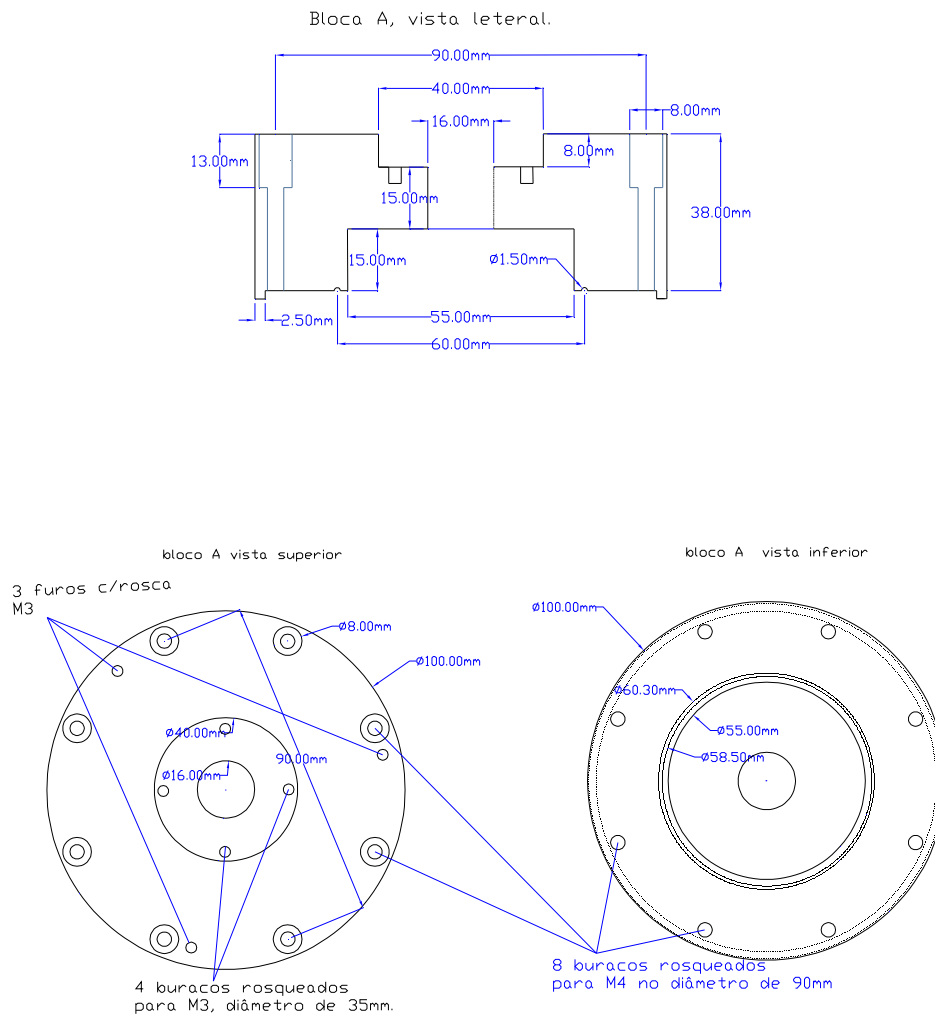 Bloca A, vista leteral.
90.00mm
40.00mm
16.00mm
8.00mm
13.00mm
8.00mm
15.00mm
38.00mm
15.00mm
Ø1.50mm
2.50mm
55.00mm
60.00mm
bloco A vista superior
bloco A vista inferior
3 furos c/rosca
M3
Ø8.00mm
Ø100.00mm
Ø40.00mm
90.00mm
Ø16.00mm
Ø100.00mm
Ø60.30mm
Ø55.00mm
Ø58.50mm
4 buracos rosqueados
para M3, diâmetro de 35mm.
8 buracos rosqueados
para M4 no diâmetro de 90mm